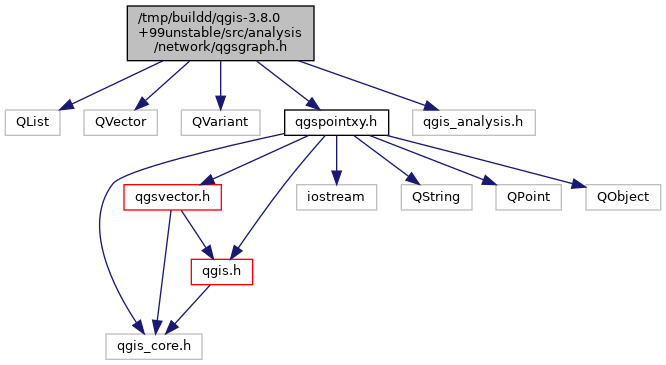 /tmp/buildd/qgis-3.8.0
+99unstable/src/analysis
/network/qgsgraph.h
QList
QVector
QVariant
qgspointxy.h
qgis_analysis.h
qgsvector.h
iostream
QString
QPoint
QObject
qgis.h
qgis_core.h